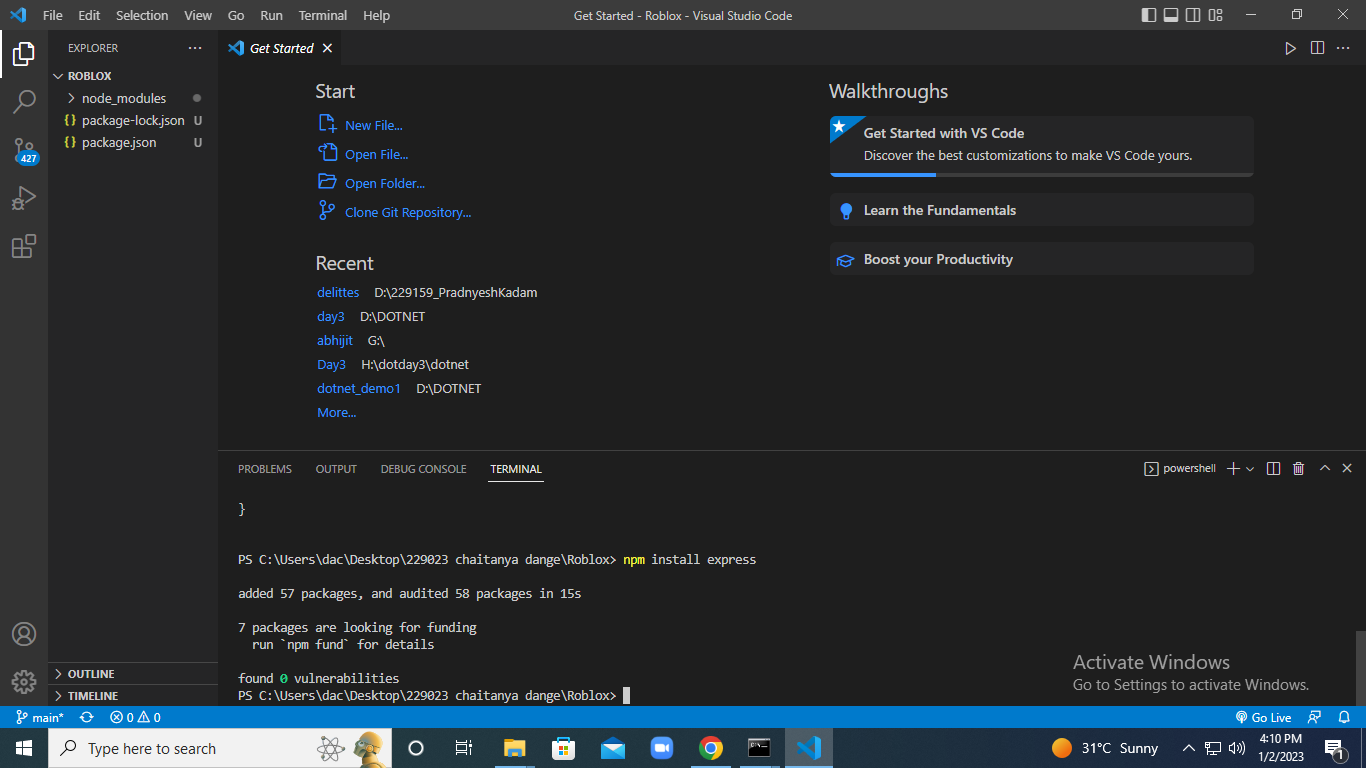 File Edit Selection View Go Run Terminal Help
Get Started - Roblox - Visual Studio Code
EXPLORER
ROBLOX
node_modules
package-lock.json U
package.json U
427
OUTLINE
TIMELINE
Get Started
Start
New File...
Open File...
Open Folder...
Clone Git Repository...
Recent
delittes D:\229159_PradnyeshKadam
day3 D:\DOTNET
abhijit G:\
Day3 H:\dotday3\dotnet
dotnet_demo1 D:\DOTNET
More...
Walkthroughs
Get Started with VS Code
Discover the best customizations to make VS Code yours.
Learn the Fundamentals
Boost your Productivity
PROBLEMS OUTPUT DEBUG CONSOLE TERMINAL
powershell
}
PS C:\Users\dac\Desktop\229023 chaitanya dange\Roblox> npm install express
added 57 packages, and audited 58 packages in 15s
7 packages are looking for funding
run `npm fund` for details
found 0 vulnerabilities
PS C:\Users\dac\Desktop\229023 chaitanya dange\Roblox>
Activate Windows
Go to Settings to activate Windows.
main* 0 0
Go Live
Type here to search
31°C Sunny
4:10 PM
1/2/2023
1